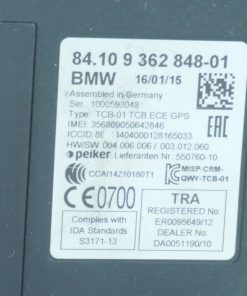 84.10 9 362 848-01
BMW 16/01/15
Assembled in Germany
Ser. 1000593048
Type: TCB-01 TCB ECE GPS
IMEI: 356809050642846
ICCID:89 1404000128165033
HW/SW 004 006 006 / 003 012 060
peiker Lieferanten Nr. 550760-10
CCAI14Z10180T1
MISP-CRM-
QWY-TCB-01
CE0700
Complies with
IDA Standards
S3171-13
TRA
REGISTERED No
ER0095649/12
DEALER No
DA0051190/10
EAC